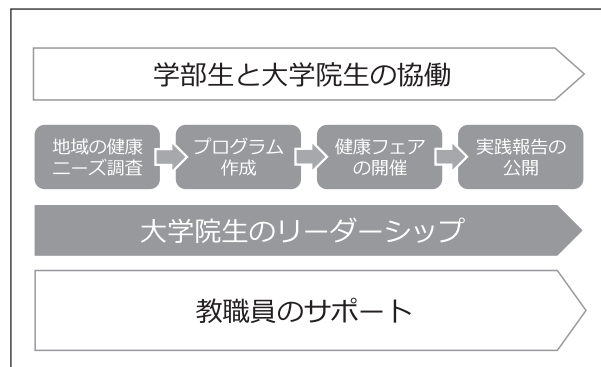 学部生と大学院生の協働
地域の健康
ニーズ調査
プログラム
作成
健康フェア
の開催
実践報告の
公開
大学院生のリーダーシップ
教職員のサポート